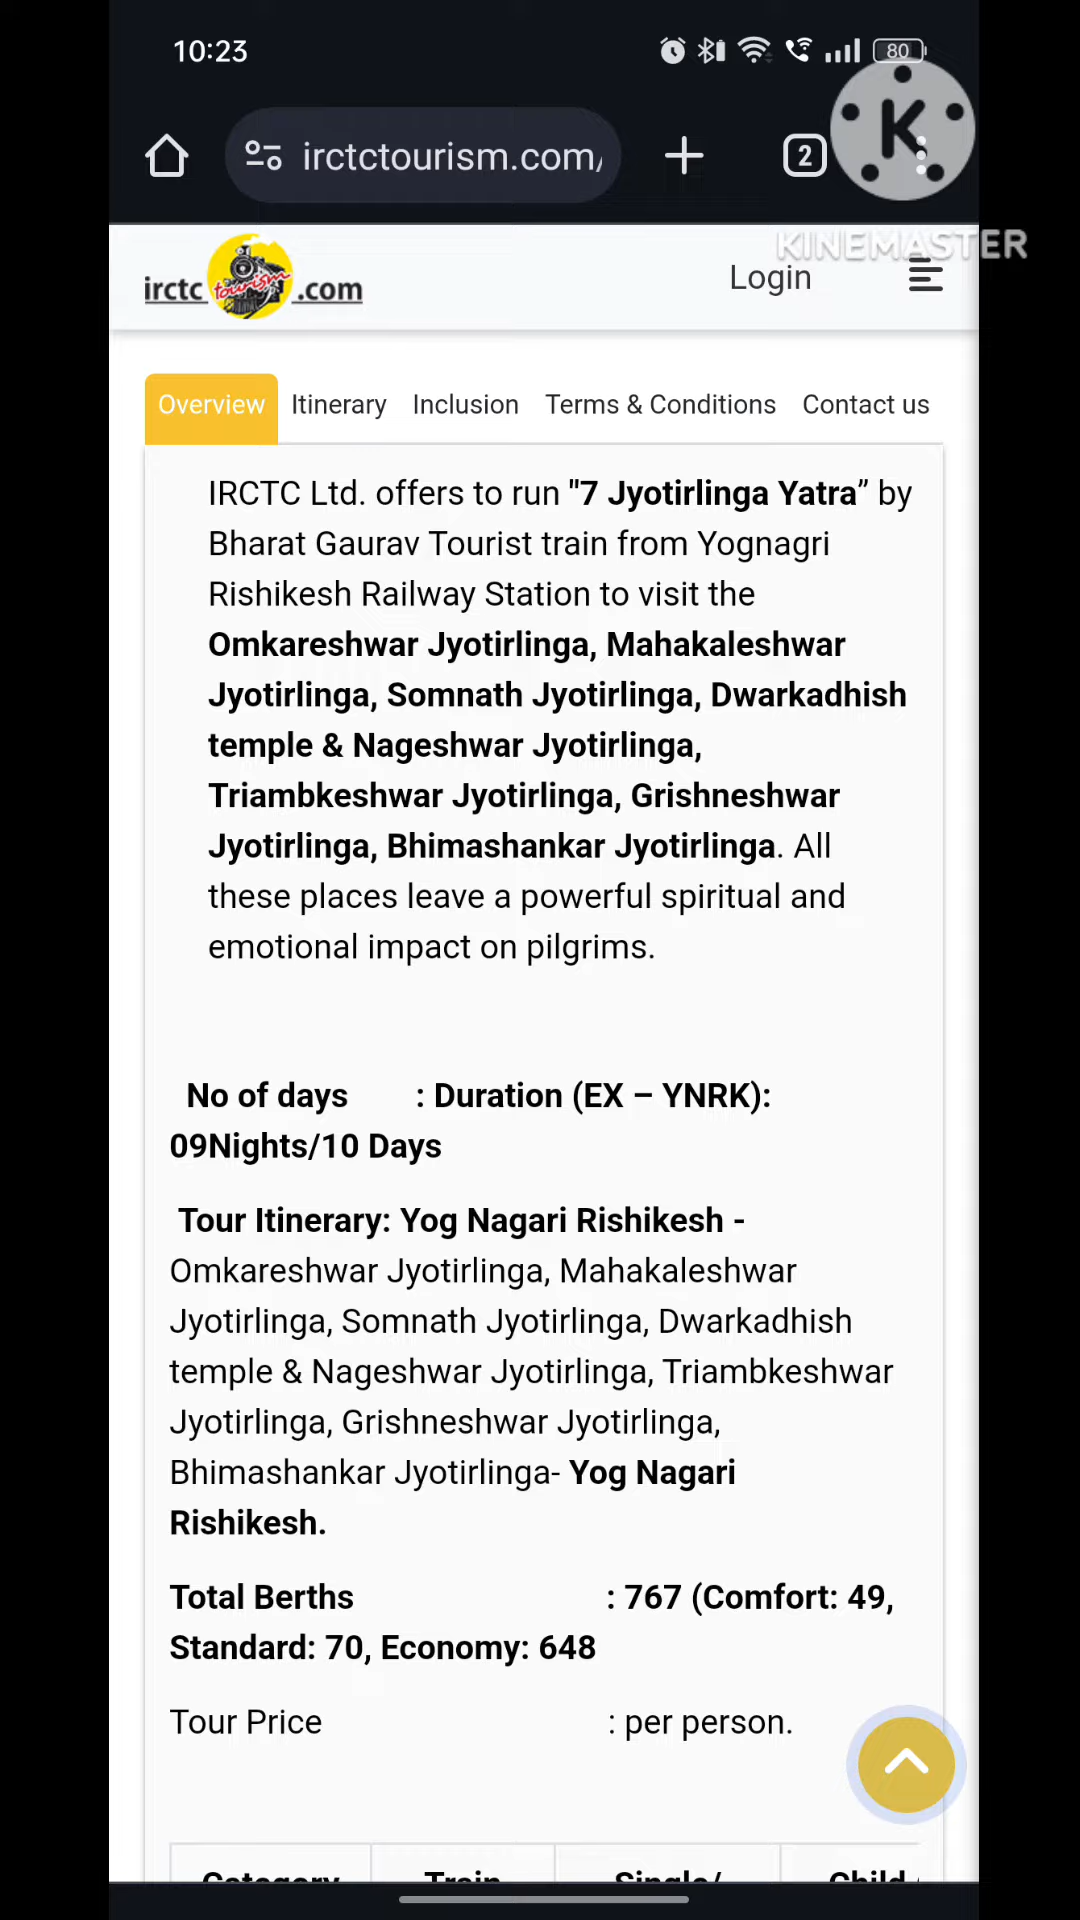 10:23
80
irctctourism.com/
2
K
KINEMASTER
irctc tourism .com
Login
Overview Itinerary Inclusion Terms & Conditions Contact us
IRCTC Ltd. offers to run "7 Jyotirlinga Yatra” by
Bharat Gaurav Tourist train from Yognagri
Rishikesh Railway Station to visit the
Omkareshwar Jyotirlinga, Mahakaleshwar
Jyotirlinga, Somnath Jyotirlinga, Dwarkadhish
temple & Nageshwar Jyotirlinga,
Triambkeshwar Jyotirlinga, Grishneshwar
Jyotirlinga, Bhimashankar Jyotirlinga. All
these places leave a powerful spiritual and
emotional impact on pilgrims.
No of days : Duration (EX – YNRK):
09Nights/10 Days
Tour Itinerary: Yog Nagari Rishikesh -
Omkareshwar Jyotirlinga, Mahakaleshwar
Jyotirlinga, Somnath Jyotirlinga, Dwarkadhish
temple & Nageshwar Jyotirlinga, Triambkeshwar
Jyotirlinga, Grishneshwar Jyotirlinga,
Bhimashankar Jyotirlinga- Yog Nagari
Rishikesh.
Total Berths : 767 (Comfort: 49,
Standard: 70, Economy: 648
Tour Price : per person.
Category Train Single/ Child